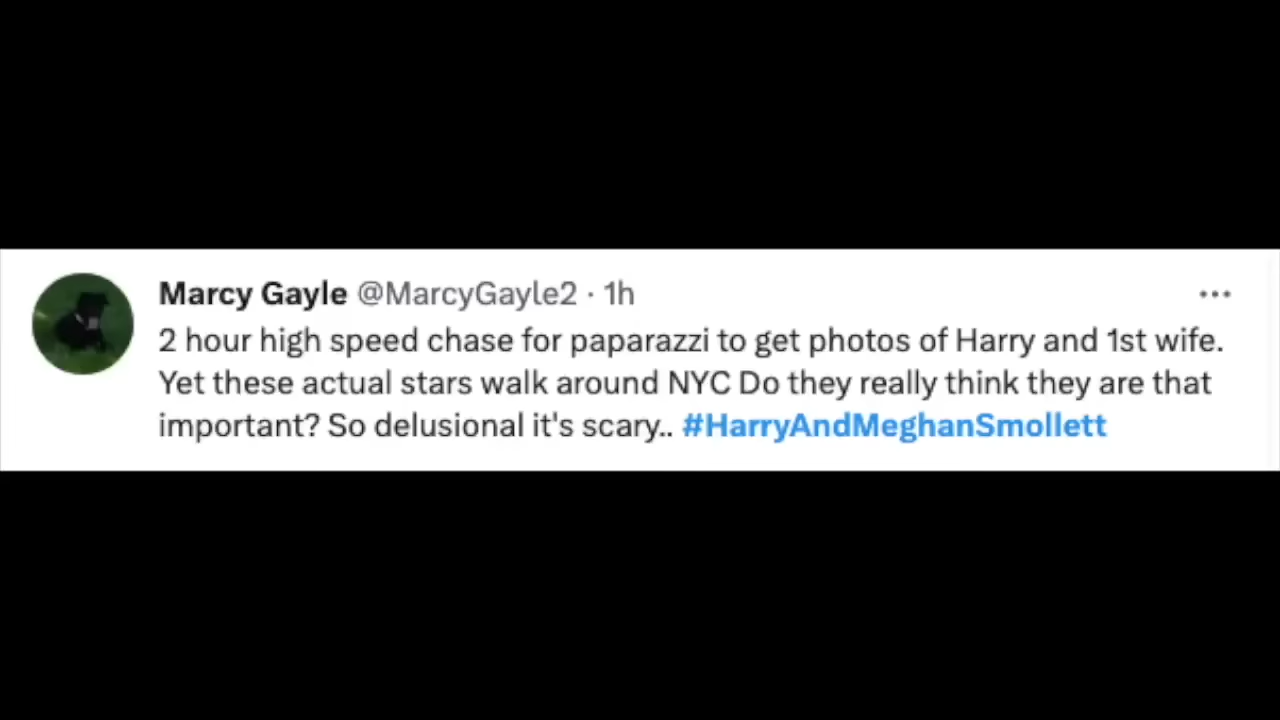 Marcy Gayle @MarcyGayle2 · 1h
2 hour high speed chase for paparazzi to get photos of Harry and 1st wife.
Yet these actual stars walk around NYC Do they really think they are that
important? So delusional it's scary.. #HarryAndMeghanSmollett